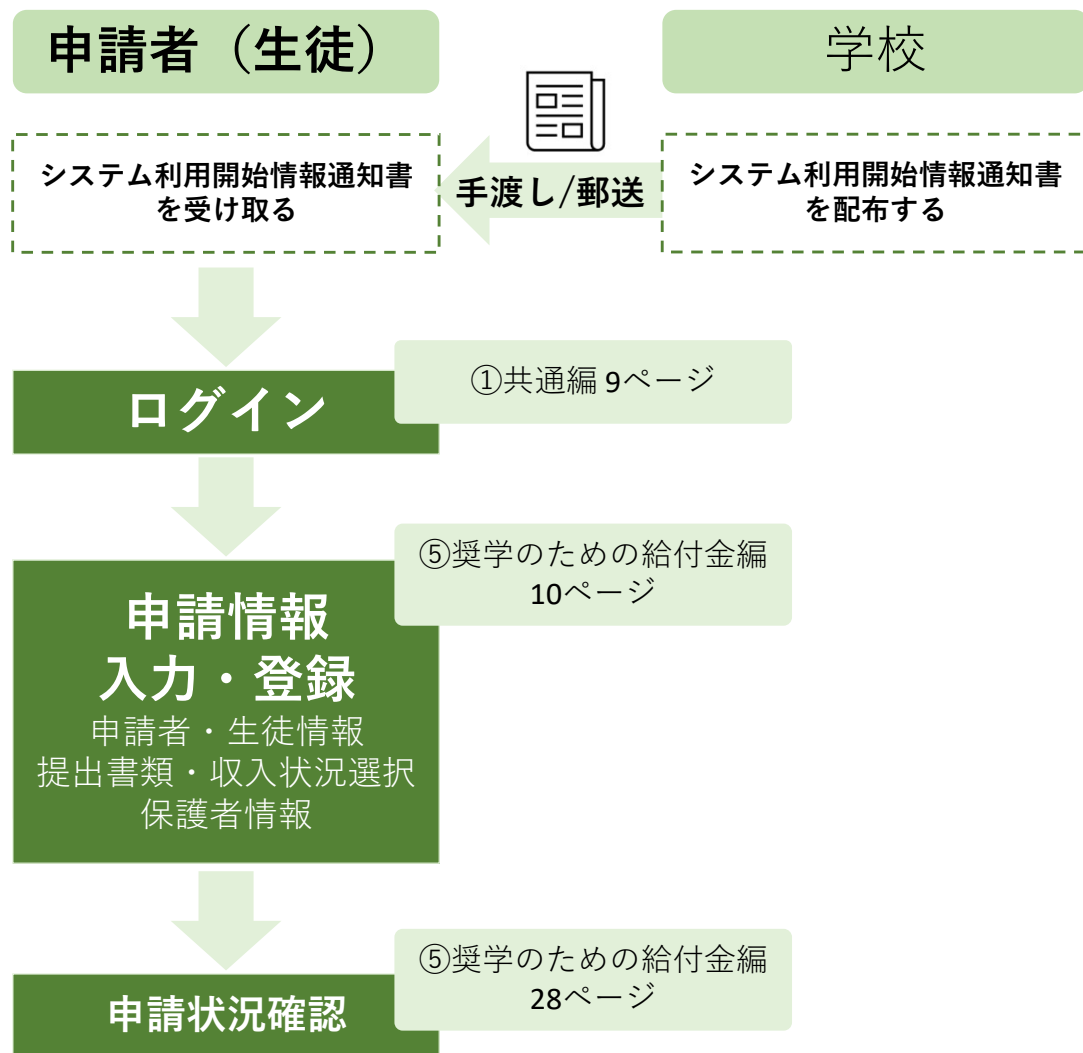 申請者（生徒）
学校
システム利用開始情報通知書
を受け取る
手渡し/郵送
システム利用開始情報通知書
を配布する
ログイン
①共通編 9ページ
申請情報
入力・登録
申請者・生徒情報
提出書類・収入状況選択
保護者情報
⑤奨学のための給付金編
10ページ
申請状況確認
⑤奨学のための給付金編
28ページ